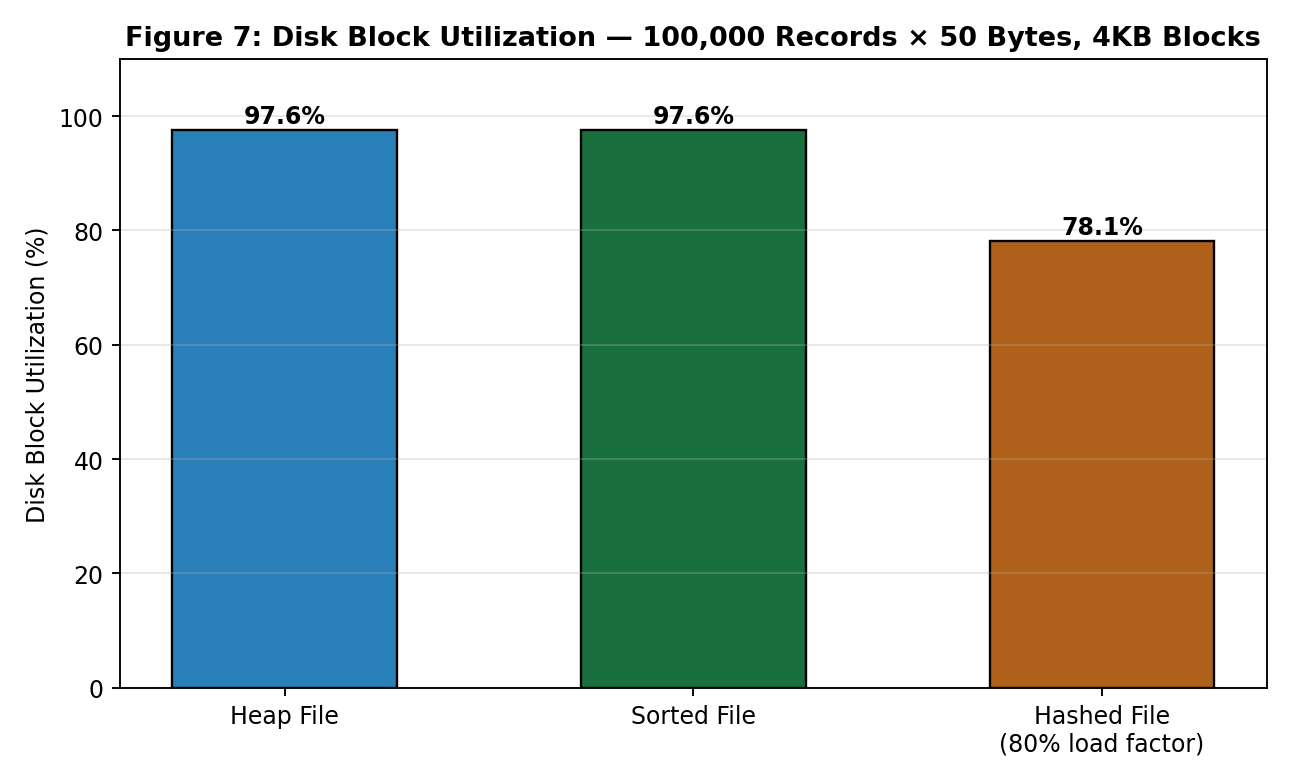 Figure 7: Disk Block Utilization — 100,000 Records × 50 Bytes, 4KB Blocks
Disk Block Utilization (%)
100
80
60
40
20
0
97.6%
97.6%
78.1%
Heap File
Sorted File
Hashed File
(80% load factor)